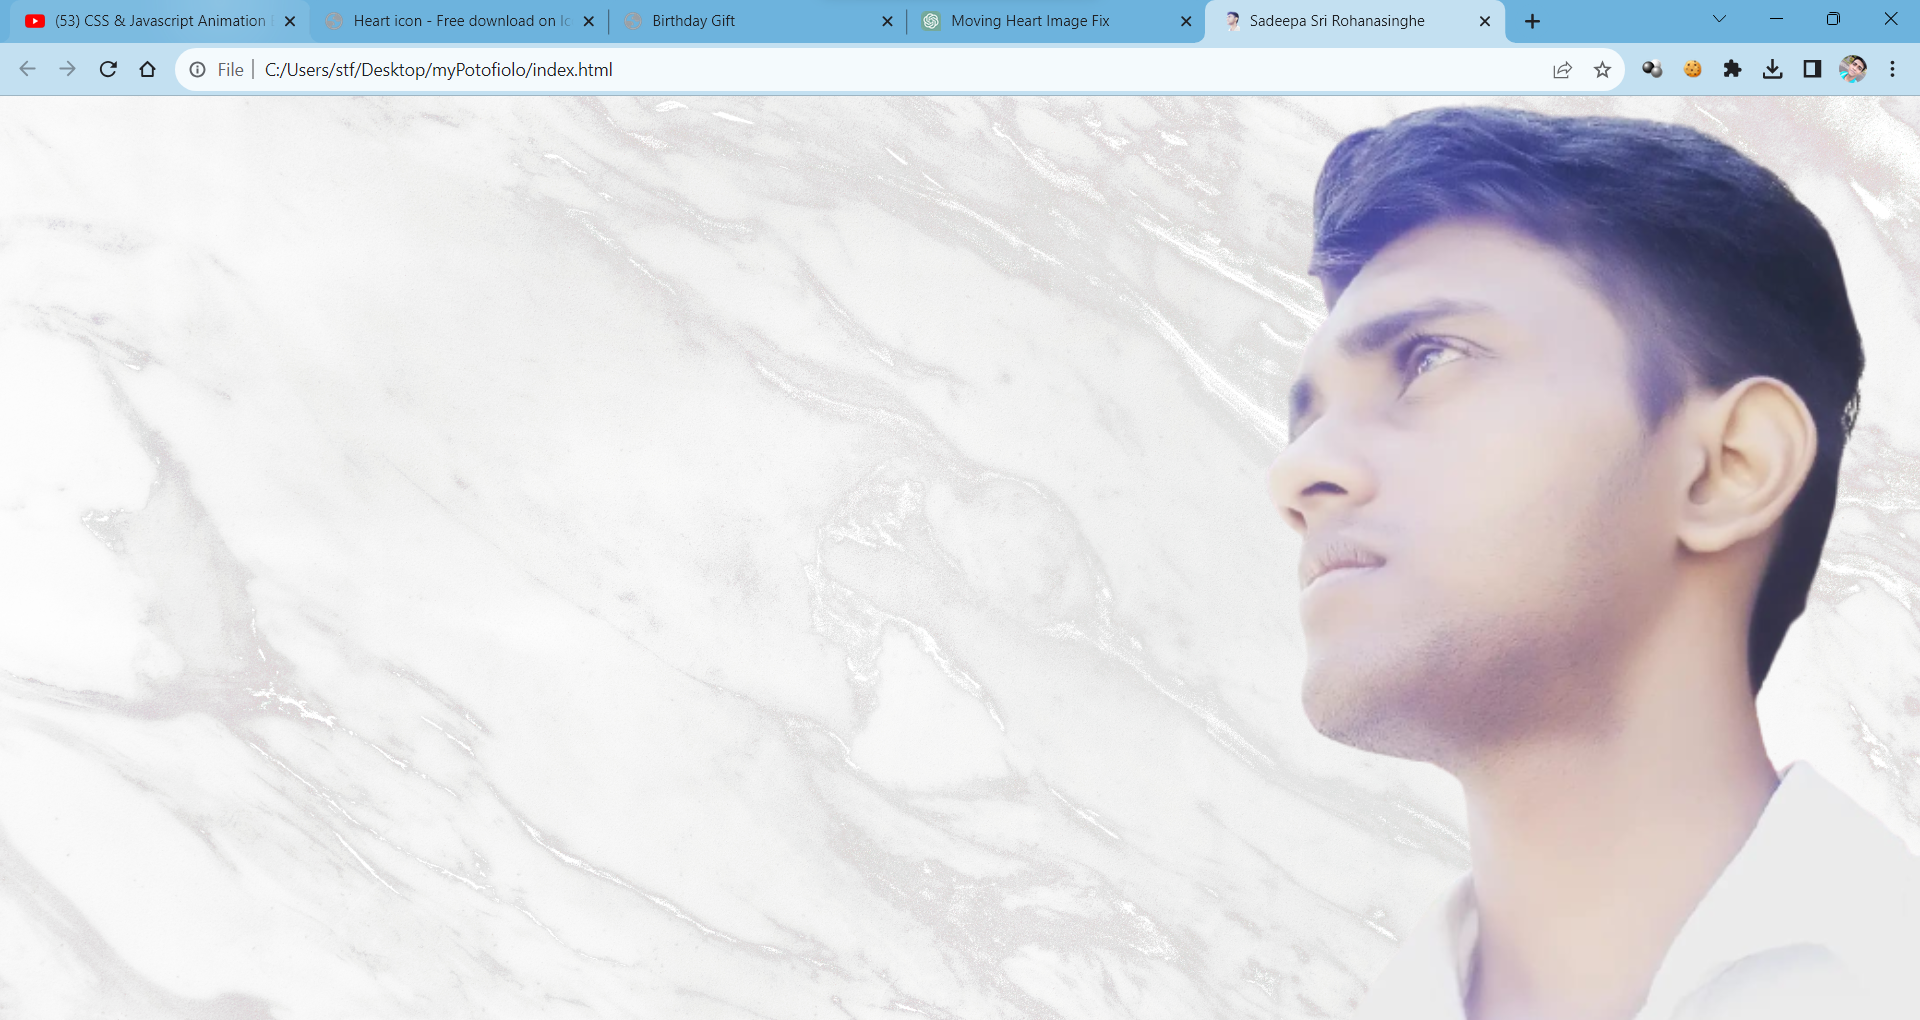 (53) CSS & Javascript Animation
Heart icon - Free download on Ic
Birthday Gift
Moving Heart Image Fix
Sadeepa Sri Rohanasinghe
File
C:/Users/stf/Desktop/myPotofiolo/index.html